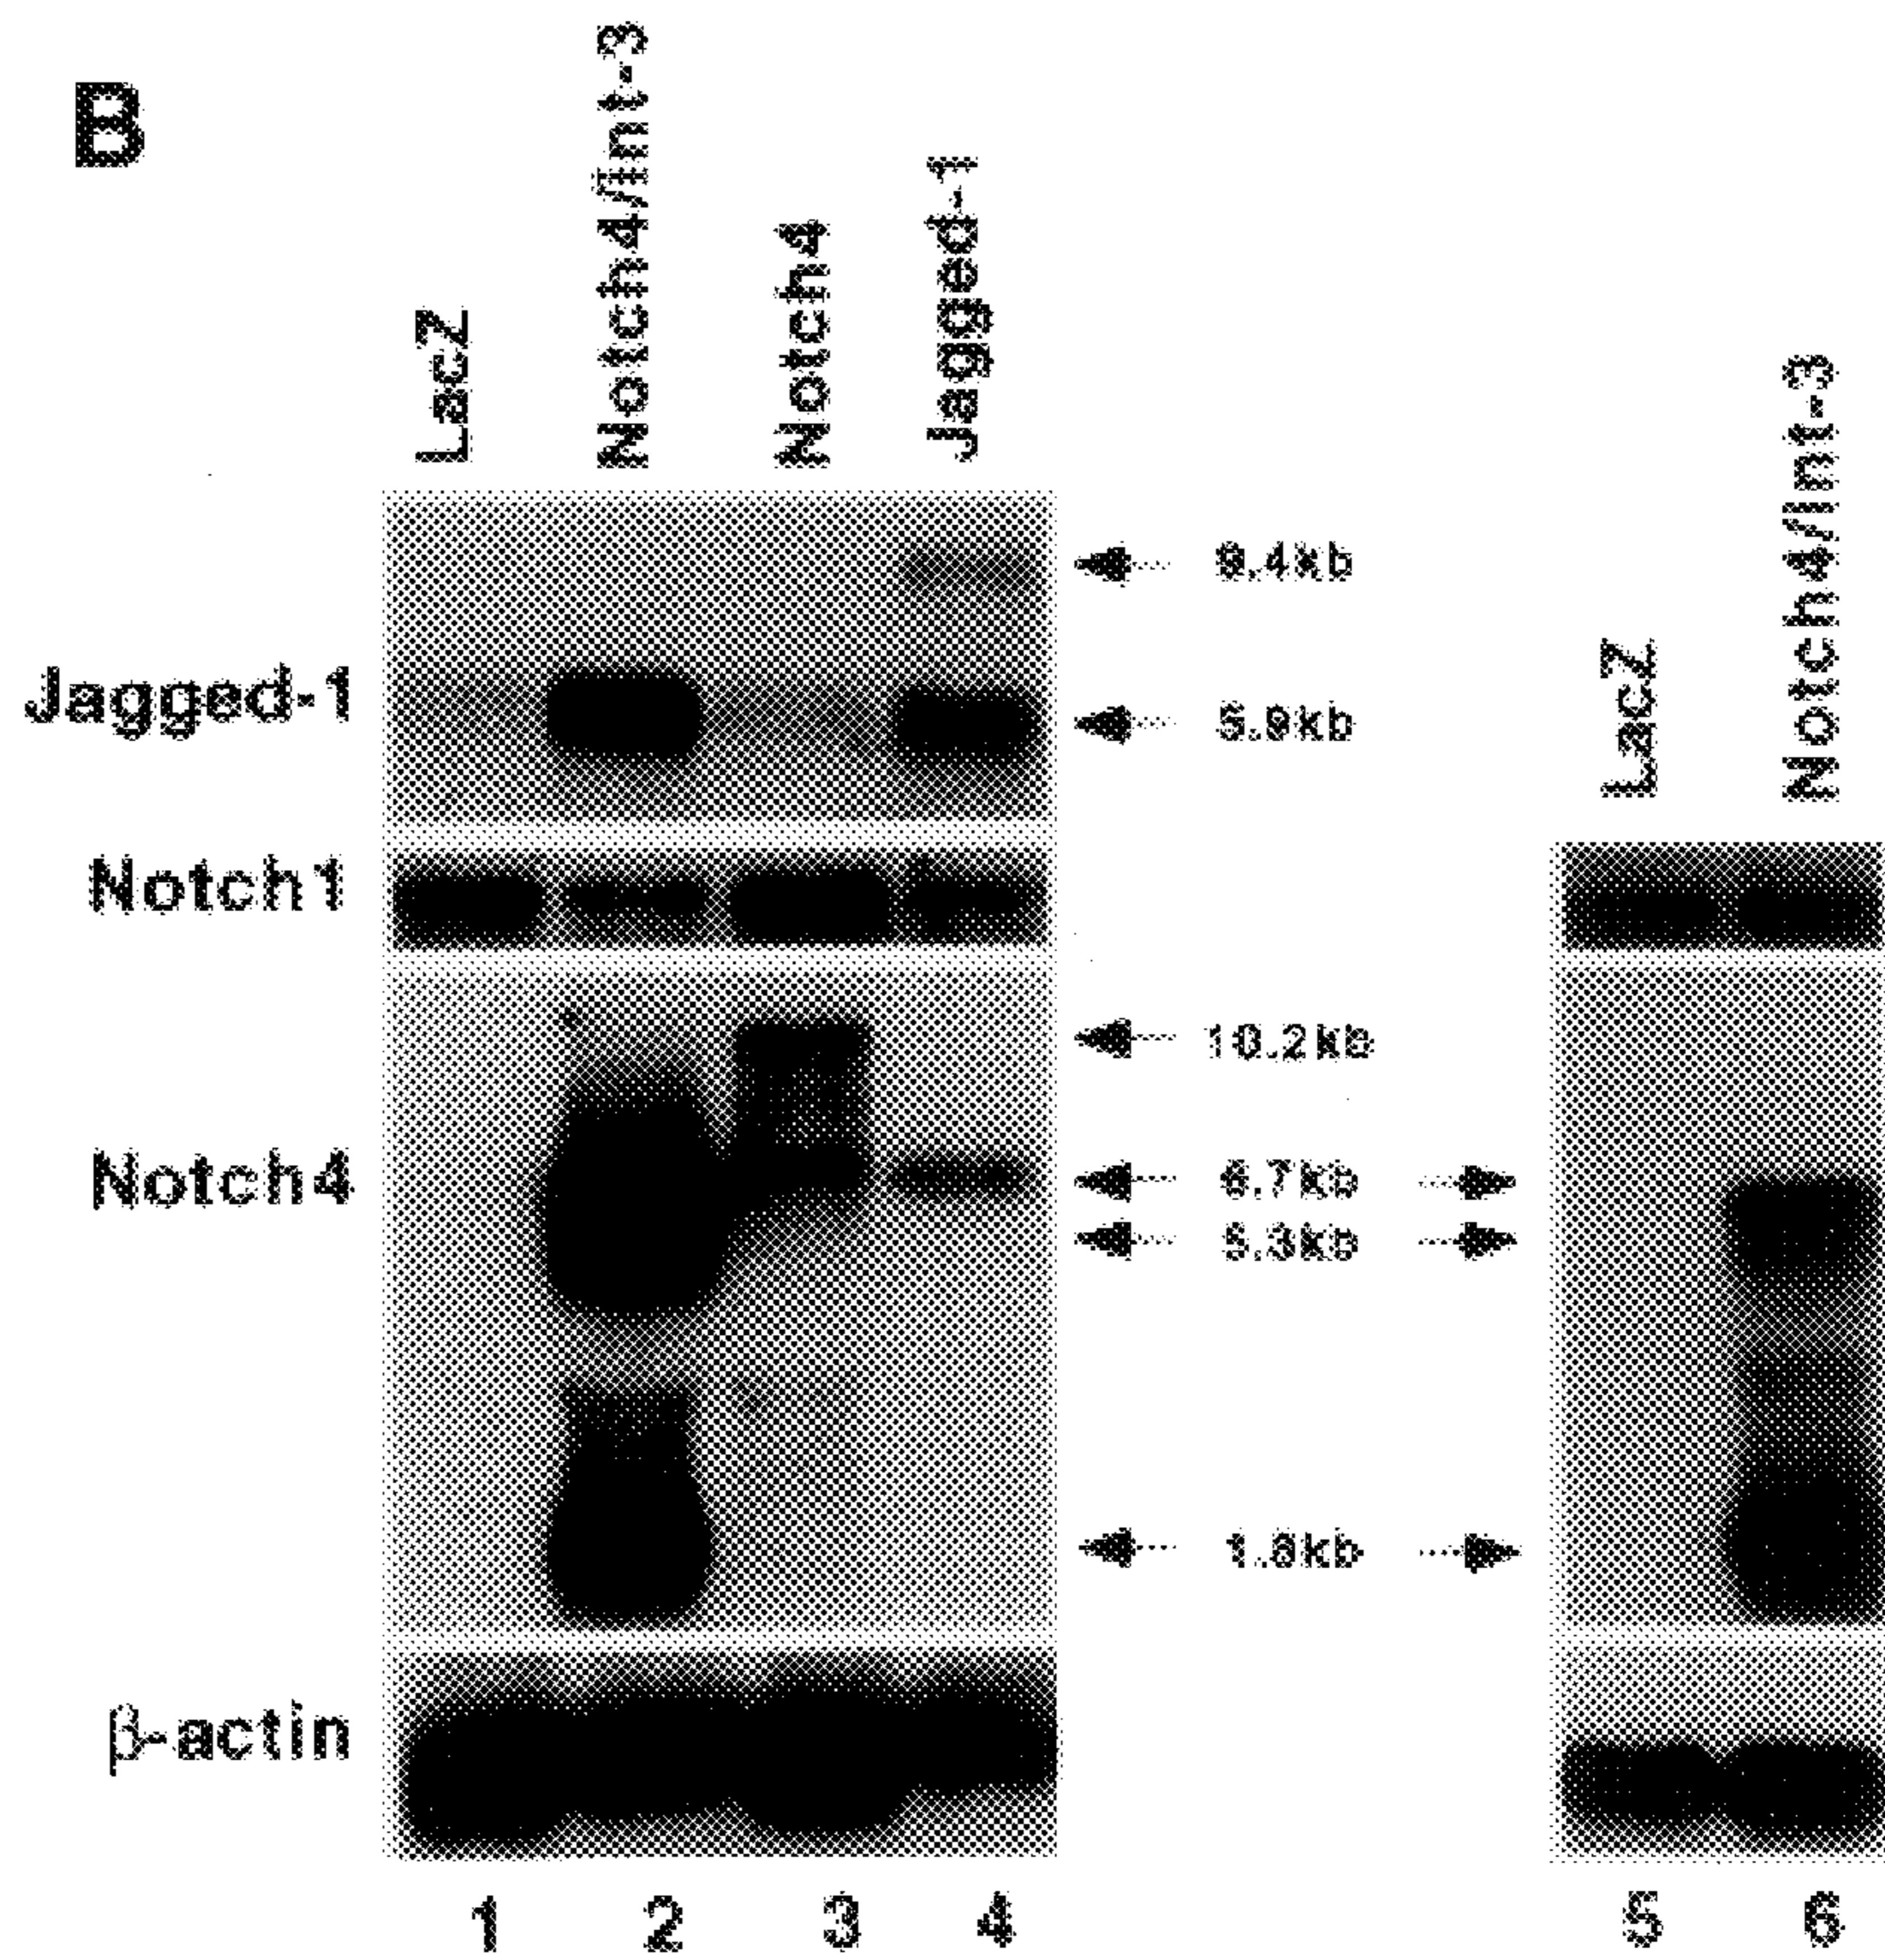 B
LacZ
Notch4/int-3
Notch4
Jagged-1
LacZ
Notch4/int-3
Jagged-1
9.4kb
5.9kb
Notch1
Notch4
10.2kb
6.7kb
5.3kb
1.8kb
β-actin
1 2 3 4 5 6